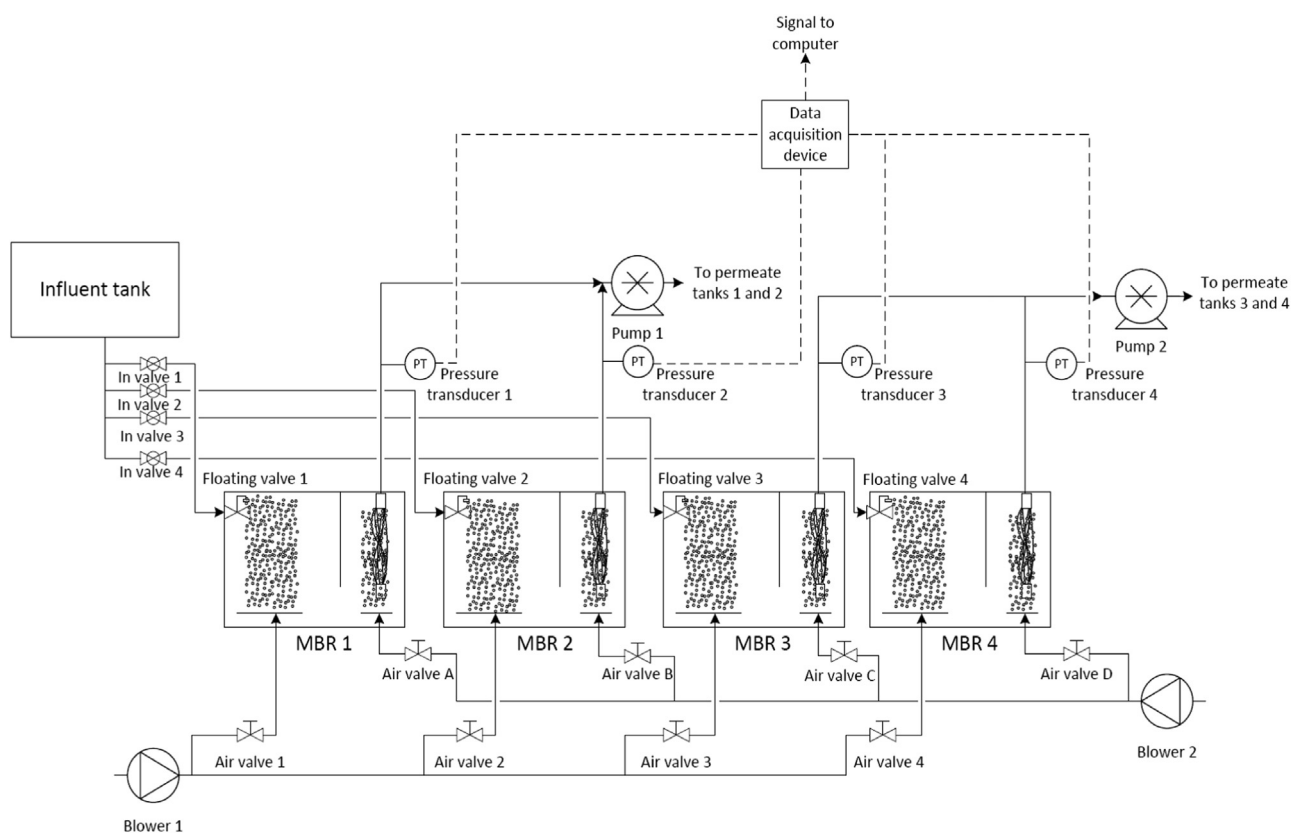 Signal to
computer
Data
acquisition
device
Influent tank
To permeate
tanks 1 and 2
To permeate
tanks 3 and 4
Pump 1
Pump 2
PT
Pressure
transducer 1
PT
Pressure
transducer 2
PT
Pressure
transducer 3
PT
Pressure
transducer 4
In valve 1
In valve 2
In valve 3
In valve 4
Floating valve 1
Floating valve 2
Floating valve 3
Floating valve 4
MBR 1
MBR 2
MBR 3
MBR 4
Air valve A
Air valve B
Air valve C
Air valve D
Air valve 1
Air valve 2
Air valve 3
Air valve 4
Blower 2
Blower 1